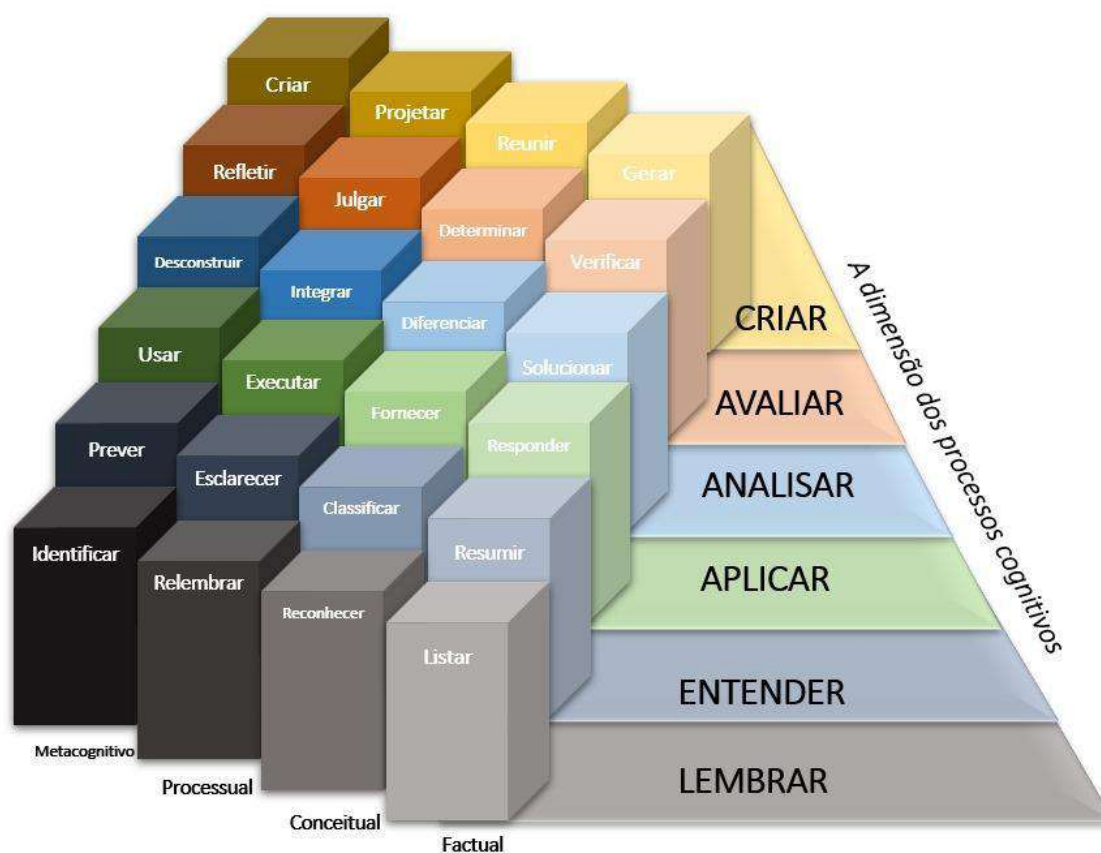 Criar
Projetar
Reunir
Gerar
Refletir
Julgar
Determinar
Verificar
Desconstruir
Integrar
Diferenciar
Solucionar
Usar
Executar
Fornecer
Responder
Prever
Esclarecer
Classificar
Resumir
Identificar
Relembrar
Reconhecer
Listar
Metacognitivo
Processual
Conceitual
Factual
CRIAR
AVALIAR
ANALISAR
APLICAR
ENTENDER
LEMBRAR
A dimensão dos processos cognitivos